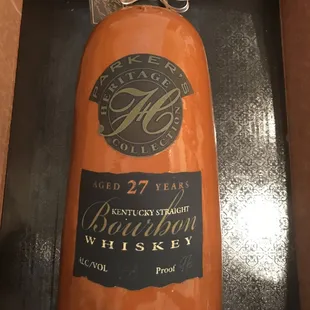 PARKER'S
HERITAGE
H
COLLECTION
AGED 27 YEARS
KENTUCKY STRAIGHT
Bourbon
WHISKEY
ALC/VOL
Proof